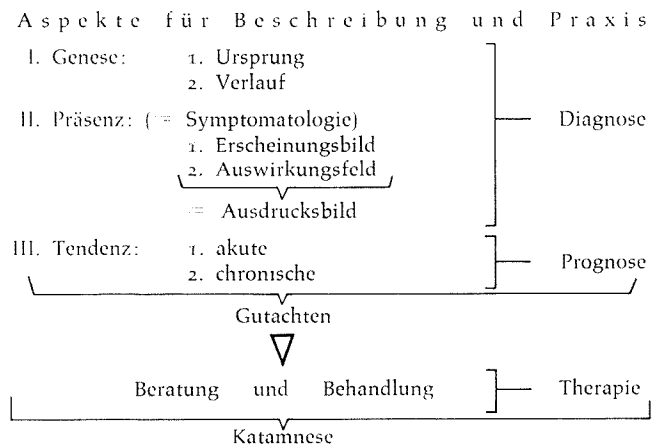 Aspekte für Beschreibung und Praxis
I. Genese: 1. Ursprung
2. Verlauf
II. Präsenz: (= Symptomatologie) Diagnose
1. Erscheinungsbild
2. Auswirkungsfeld
= Ausdrucksbild
III. Tendenz: 1. akute
2. chronische Prognose
Gutachten
Beratung und Behandlung Therapie
Katamnese